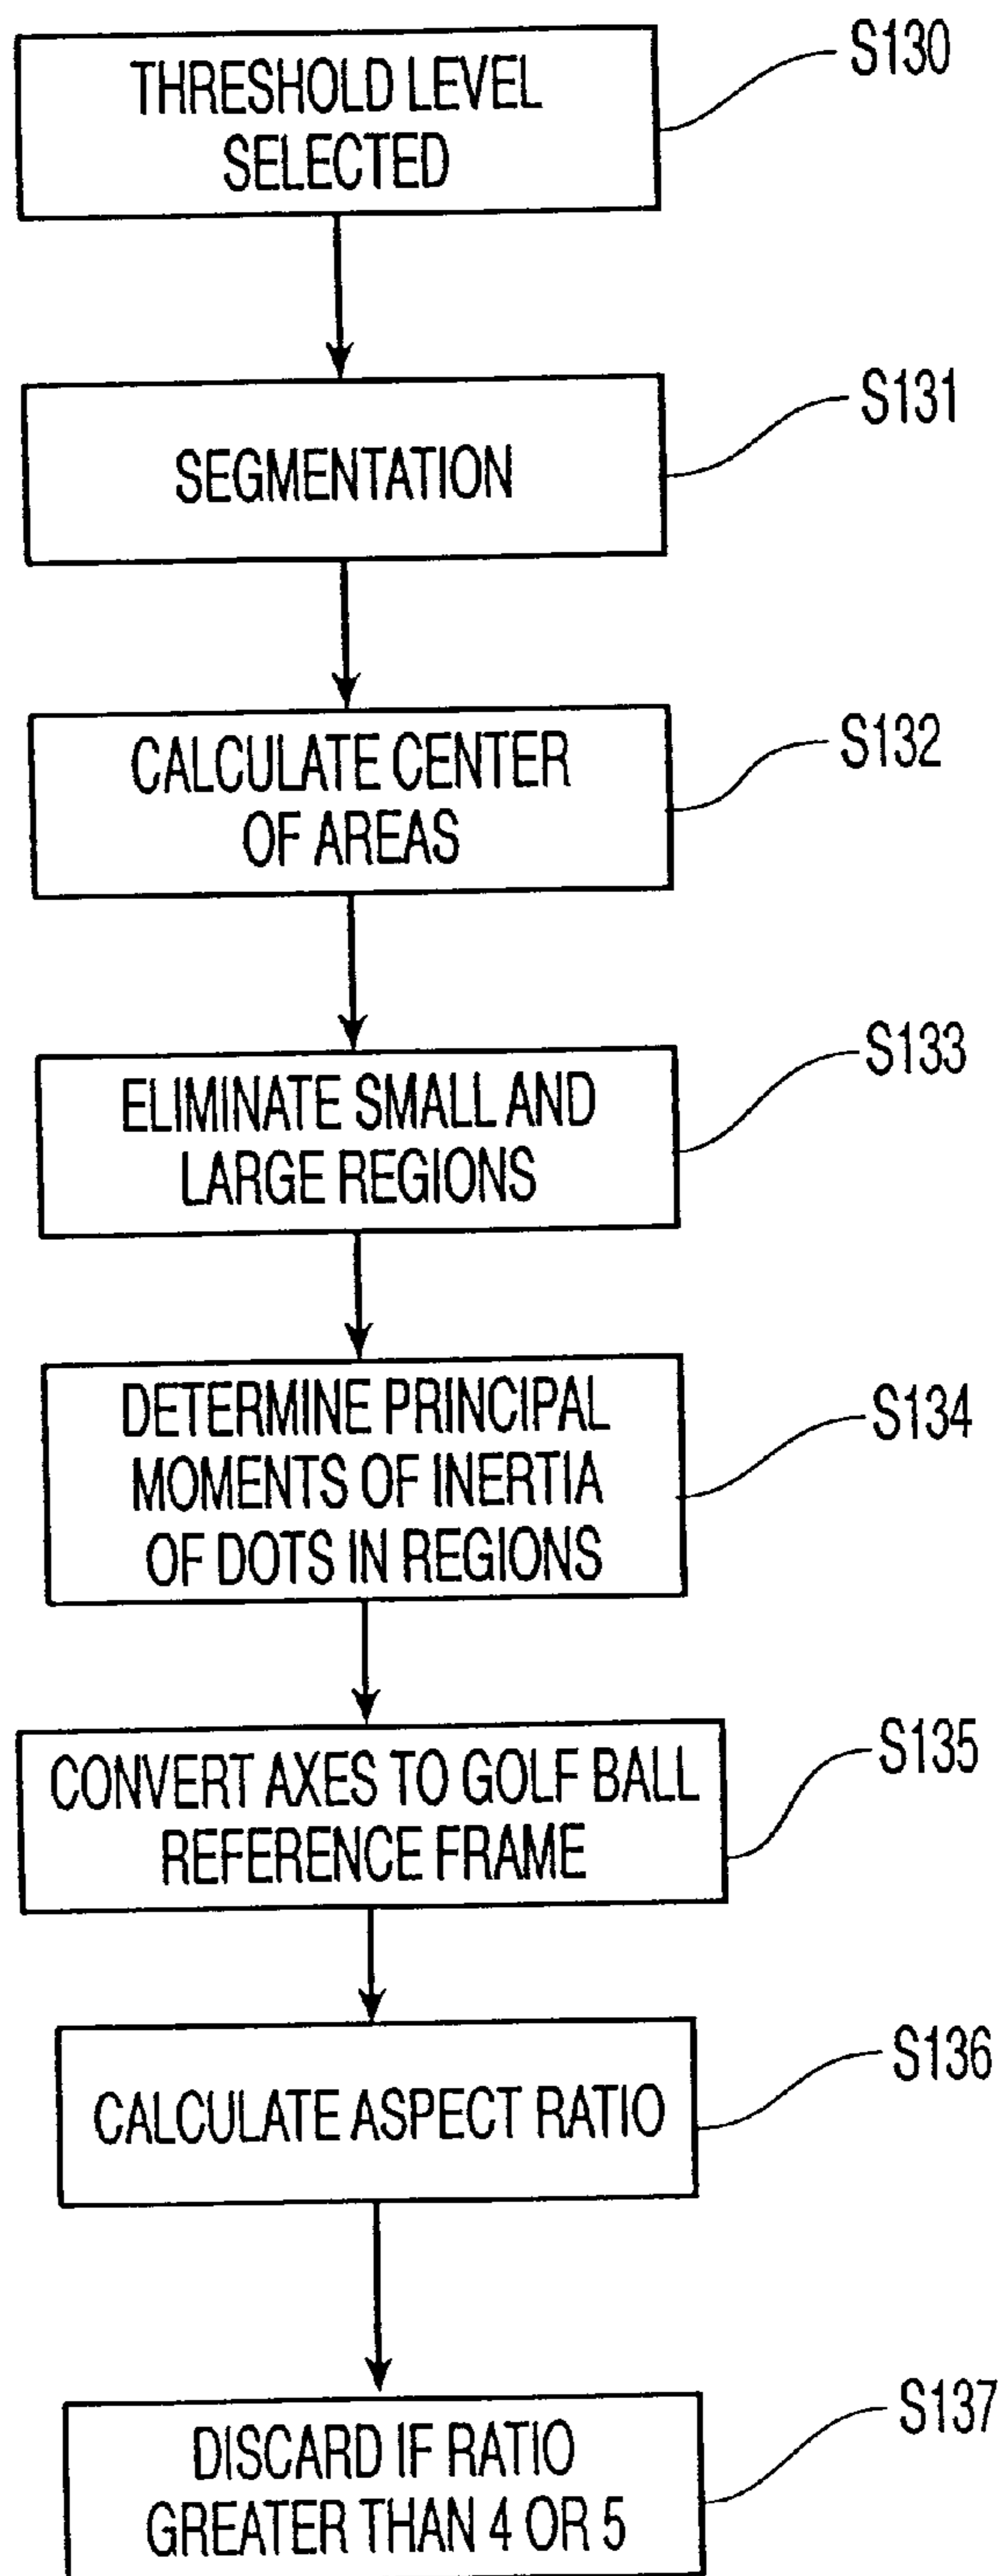 THRESHOLD LEVEL
SELECTED
S130
SEGMENTATION
S131
CALCULATE CENTER
OF AREAS
S132
ELIMINATE SMALL AND
LARGE REGIONS
S133
DETERMINE PRINCIPAL
MOMENTS OF INERTIA
OF DOTS IN REGIONS
S134
CONVERT AXES TO GOLF BALL
REFERENCE FRAME
S135
CALCULATE ASPECT RATIO
S136
DISCARD IF RATIO
GREATER THAN 4 OR 5
S137